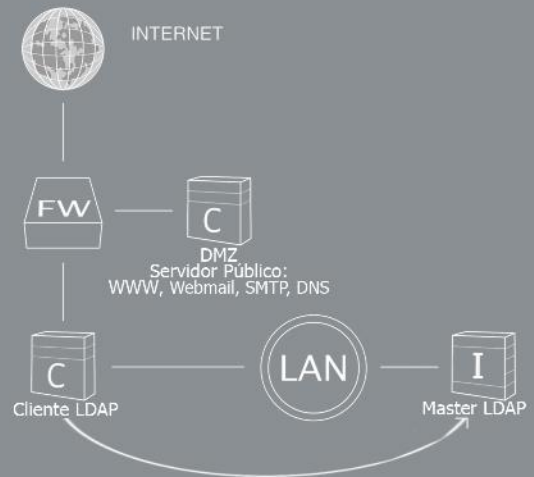 INTERNET
FW
C
DMZ
Servidor Público:
WWW, Webmail, SMTP, DNS
C
Cliente LDAP
LAN
I
Master LDAP